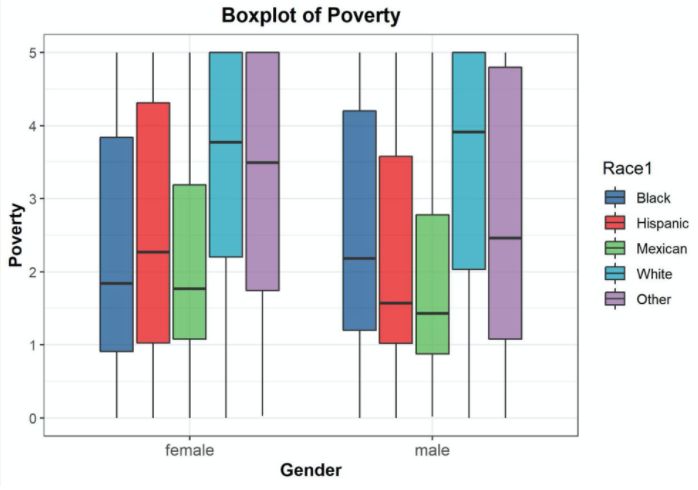 Boxplot of Poverty
5
4
3
2
1
0
Poverty
female
male
Gender
Race1
Black
Hispanic
Mexican
White
Other